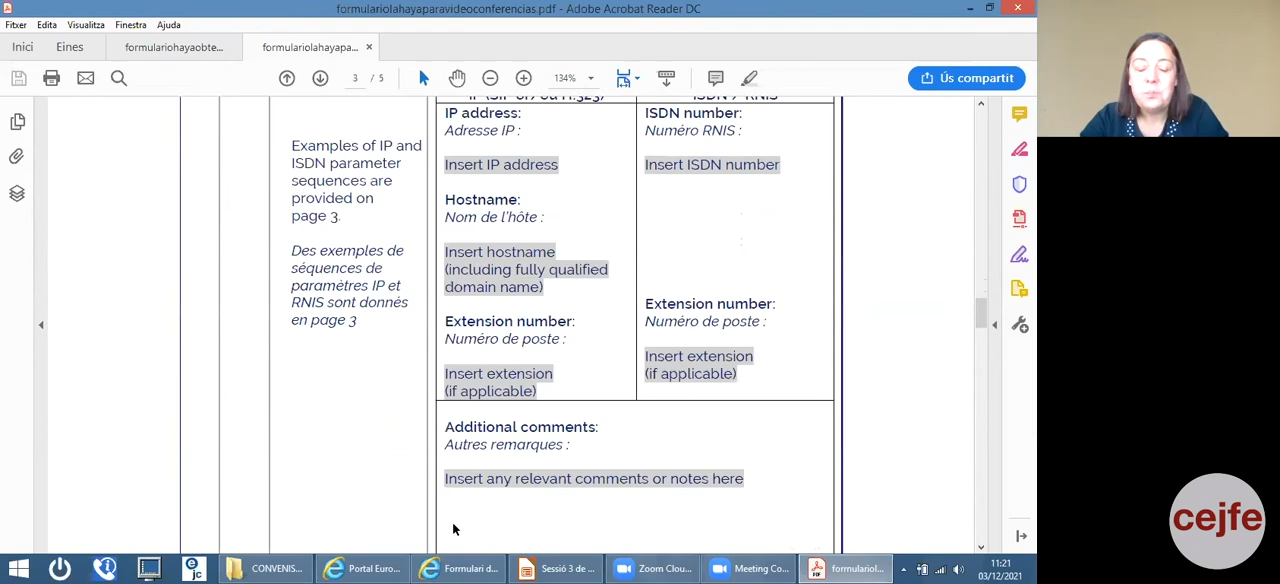 formulariolahayaparavideoconferencias.pdf - Adobe Acrobat Reader DC
Fitxer Edita Visualitza Finestra Ajuda
Inici Eines formulariohayaobte... formulariolahayapa... ×
3 / 5 134% Ús compartit
Examples of IP and
ISDN parameter
sequences are
provided on
page 3.
Des exemples de
séquences de
paramètres IP et
RNIS sont donnés
en page 3
IP address:
Adresse IP :
Insert IP address
Hostname:
Nom de l'hôte :
Insert hostname
(including fully qualified
domain name)
Extension number:
Numéro de poste :
Insert extension
(if applicable)
ISDN / RNIS
ISDN number:
Numéro RNIS :
Insert ISDN number
Extension number:
Numéro de poste :
Insert extension
(if applicable)
Additional comments:
Autres remarques :
Insert any relevant comments or notes here
cejfe
CONVENIS... Portal Euro... Formulari d... Sessió 3 de ... Zoom Clou... Meeting Co... formulariol...
11:21
03/12/2021